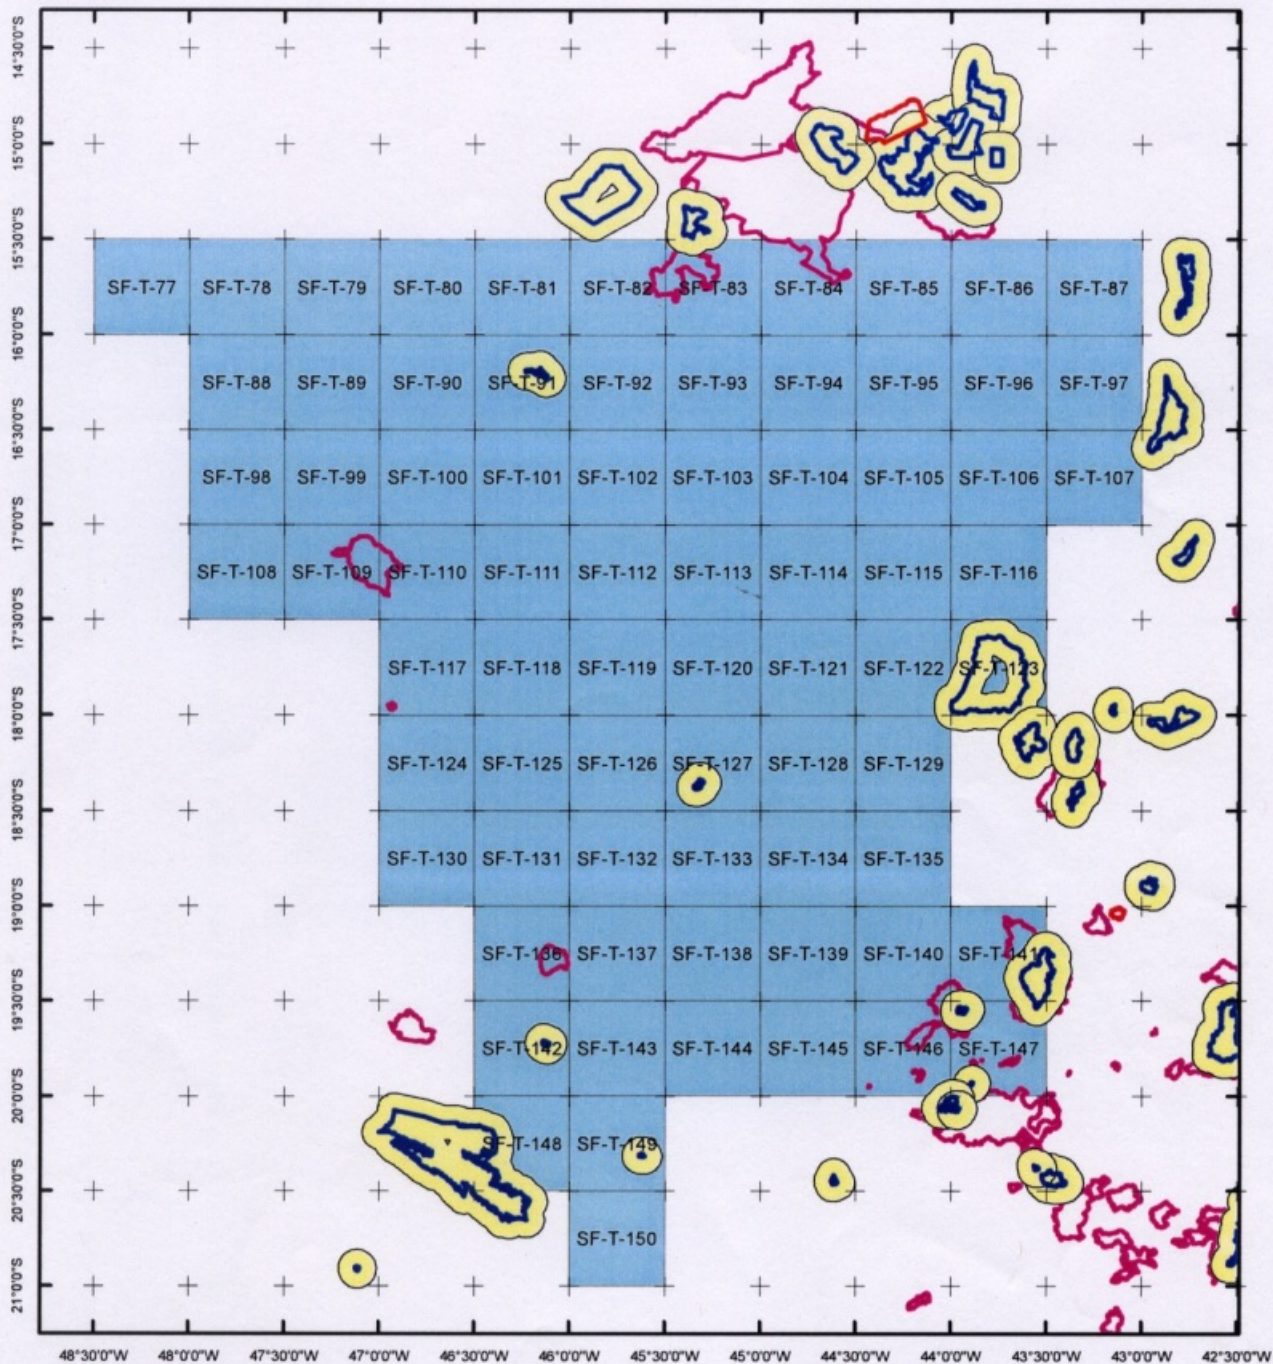 14°30'0"S
15°0'0"S
15°30'0"S
SF-T-77 SF-T-78 SF-T-79 SF-T-80 SF-T-81 SF-T-82 SF-T-83 SF-T-84 SF-T-85 SF-T-86 SF-T-87
16°0'0"S
SF-T-88 SF-T-89 SF-T-90 SF-T-91 SF-T-92 SF-T-93 SF-T-94 SF-T-95 SF-T-96 SF-T-97
16°30'0"S
SF-T-98 SF-T-99 SF-T-100 SF-T-101 SF-T-102 SF-T-103 SF-T-104 SF-T-105 SF-T-106 SF-T-107
17°0'0"S
SF-T-108 SF-T-109 SF-T-110 SF-T-111 SF-T-112 SF-T-113 SF-T-114 SF-T-115 SF-T-116
17°30'0"S
SF-T-117 SF-T-118 SF-T-119 SF-T-120 SF-T-121 SF-T-122 SF-T-123
18°0'0"S
SF-T-124 SF-T-125 SF-T-126 SF-T-127 SF-T-128 SF-T-129
18°30'0"S
SF-T-130 SF-T-131 SF-T-132 SF-T-133 SF-T-134 SF-T-135
19°0'0"S
SF-T-136 SF-T-137 SF-T-138 SF-T-139 SF-T-140 SF-T-141
19°30'0"S
SF-T-142 SF-T-143 SF-T-144 SF-T-145 SF-T-146 SF-T-147
20°0'0"S
SF-T-148 SF-T-149
20°30'0"S
SF-T-150
21°0'0"S
48°30'0"W 48°0'0"W 47°30'0"W 47°0'0"W 46°30'0"W 46°0'0"W 45°30'0"W 45°0'0"W 44°30'0"W 44°0'0"W 43°30'0"W 43°0'0"W 42°30'0"W